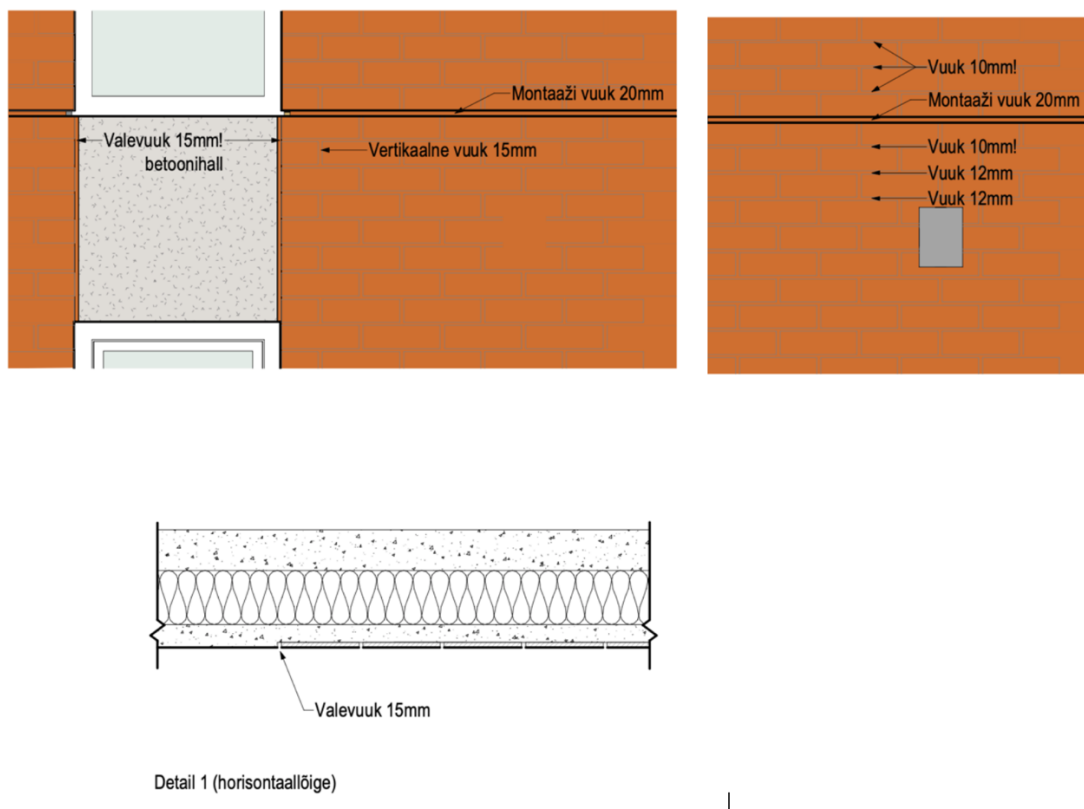 Montaaži vuuk 20mm
Valevuuk 15mm!
betoonihall
Vertikaalne vuuk 15mm
Vuuk 10mm!
Montaaži vuuk 20mm
Vuuk 10mm!
Vuuk 12mm
Vuuk 12mm
Valevuuk 15mm
Detail 1 (horisontaallõige)